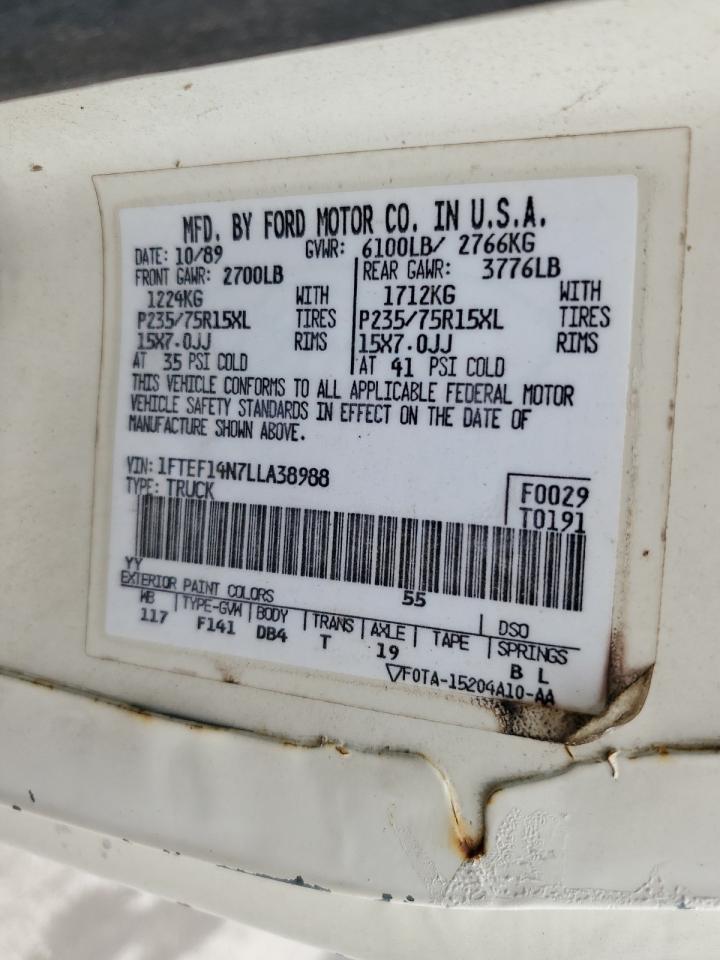 MFD. BY FORD MOTOR CO. IN U.S.A.
DATE: 10/89 GVWR: 6100LB/ 2766KG
FRONT GAWR: 2700LB REAR GAWR: 3776LB
1224KG WITH 1712KG WITH
P235/75R15XL TIRES P235/75R15XL TIRES
15X7.0JJ RIMS 15X7.0JJ RIMS
AT 35 PSI COLD AT 41 PSI COLD
THIS VEHICLE CONFORMS TO ALL APPLICABLE FEDERAL MOTOR
VEHICLE SAFETY STANDARDS IN EFFECT ON THE DATE OF
MANUFACTURE SHOWN ABOVE.
VIN: 1FTEF14N7LLA38988 F0029
TYPE: TRUCK T0191
YY 55
EXTERIOR PAINT COLORS DSO
WB TYPE-GVW BODY TRANS AXLE TAPE SPRINGS
117 F141 DB4 T 19 B L
F0TA-15204A10-AA